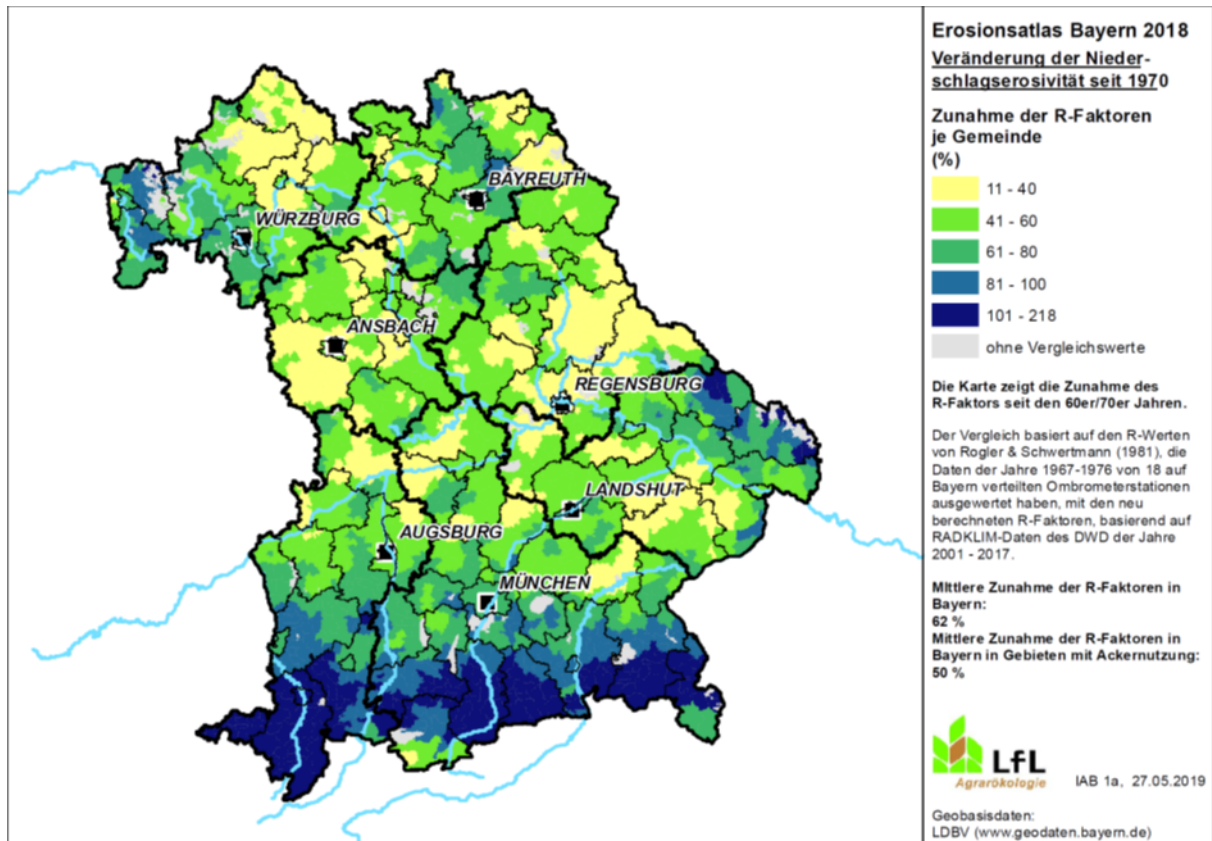 Erosionsatlas Bayern 2018
Veränderung der Nieder-
schlagserosivität seit 1970
Zunahme der R-Faktoren
je Gemeinde
(%)
11 - 40
41 - 60
61 - 80
81 - 100
101 - 218
ohne Vergleichswerte
Die Karte zeigt die Zunahme des
R-Faktors seit den 60er/70er Jahren.
Der Vergleich basiert auf den R-Werten
von Rogler & Schwertmann (1981), die
Daten der Jahre 1967-1976 von 18 auf
Bayern verteilten Ombrometerstationen
ausgewertet haben, mit den neu
berechneten R-Faktoren, basierend auf
RADKLIM-Daten des DWD der Jahre
2001 - 2017.
MIttlere Zunahme der R-Faktoren in
Bayern:
62 %
Mittlere Zunahme der R-Faktoren in
Bayern in Gebieten mit Ackernutzung:
50 %
LfL
Agrarökologie
IAB 1a, 27.05.2019
Geobasisdaten:
LDBV (www.geodaten.bayern.de)
BAYREUTH
WÜRZBURG
ANSBACH
REGENSBURG
LANDSHUT
AUGSBURG
MÜNCHEN